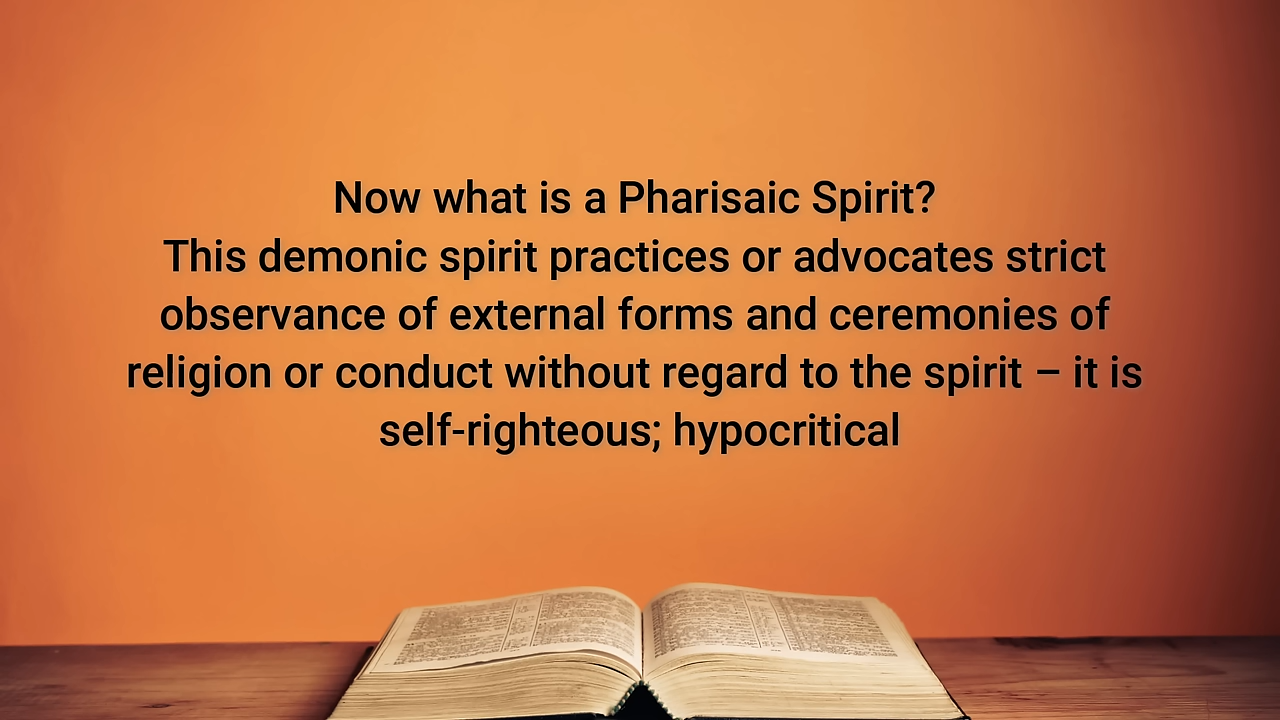 Now what is a Pharisaic Spirit?
This demonic spirit practices or advocates strict
observance of external forms and ceremonies of
religion or conduct without regard to the spirit – it is
self-righteous; hypocritical